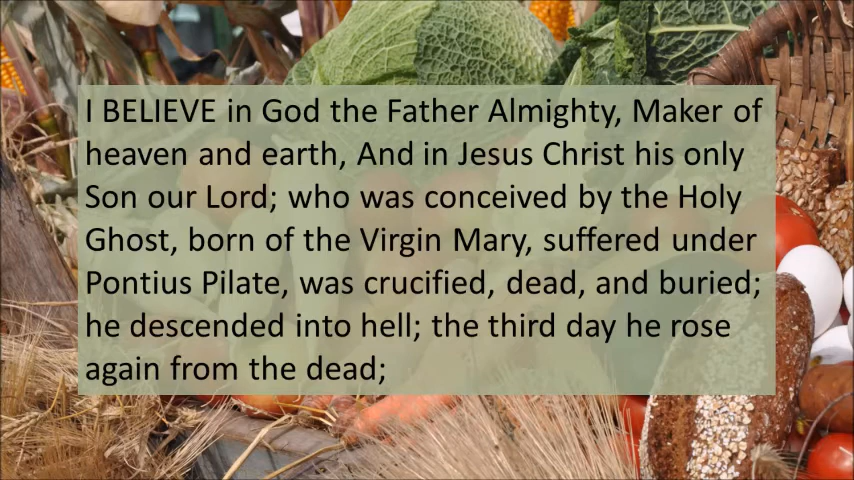 I BELIEVE in God the Father Almighty, Maker of
heaven and earth, And in Jesus Christ his only
Son our Lord; who was conceived by the Holy
Ghost, born of the Virgin Mary, suffered under
Pontius Pilate, was crucified, dead, and buried;
he descended into hell; the third day he rose
again from the dead;